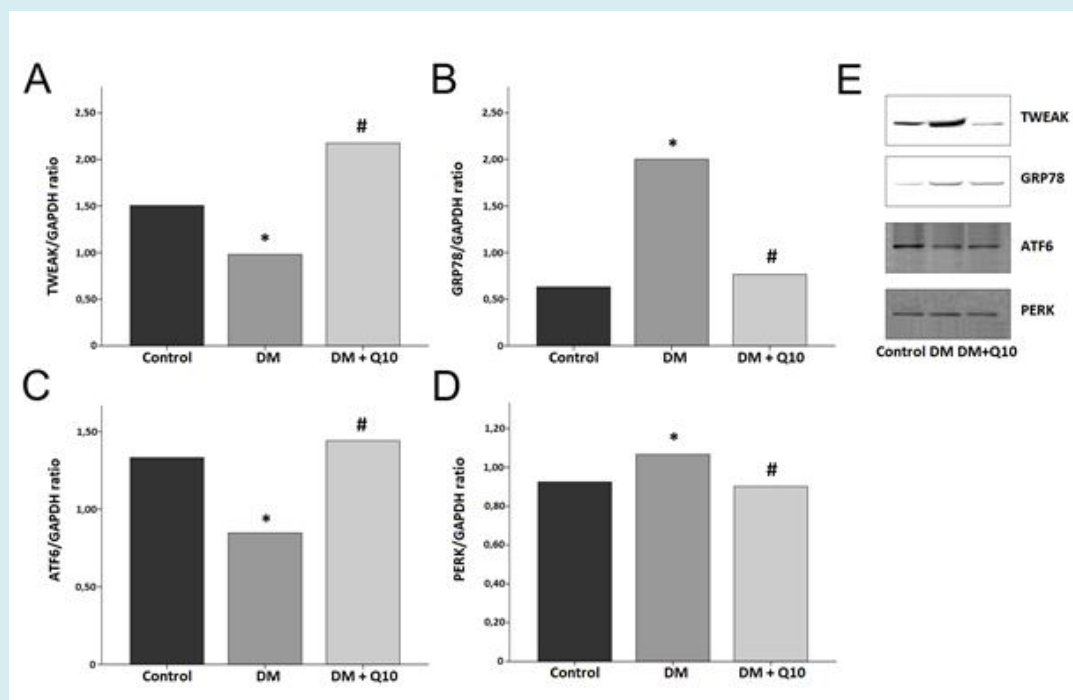 A
TWEAK/GAPDH ratio
2,50
2,00
1,50
1,00
0,50
0
*
#
Control DM DM + Q10
B
GRP78/GAPDH ratio
2,50
2,00
1,50
1,00
0,50
0
*
#
Control DM DM + Q10
E
TWEAK
GRP78
ATF6
PERK
Control DM DM+Q10
C
ATF6/GAPDH ratio
1,50
1,00
0,50
0
*
#
Control DM DM + Q10
D
PERK/GAPDH ratio
1,20
1,00
0,80
0,60
0,40
0,20
0
*
#
Control DM DM + Q10